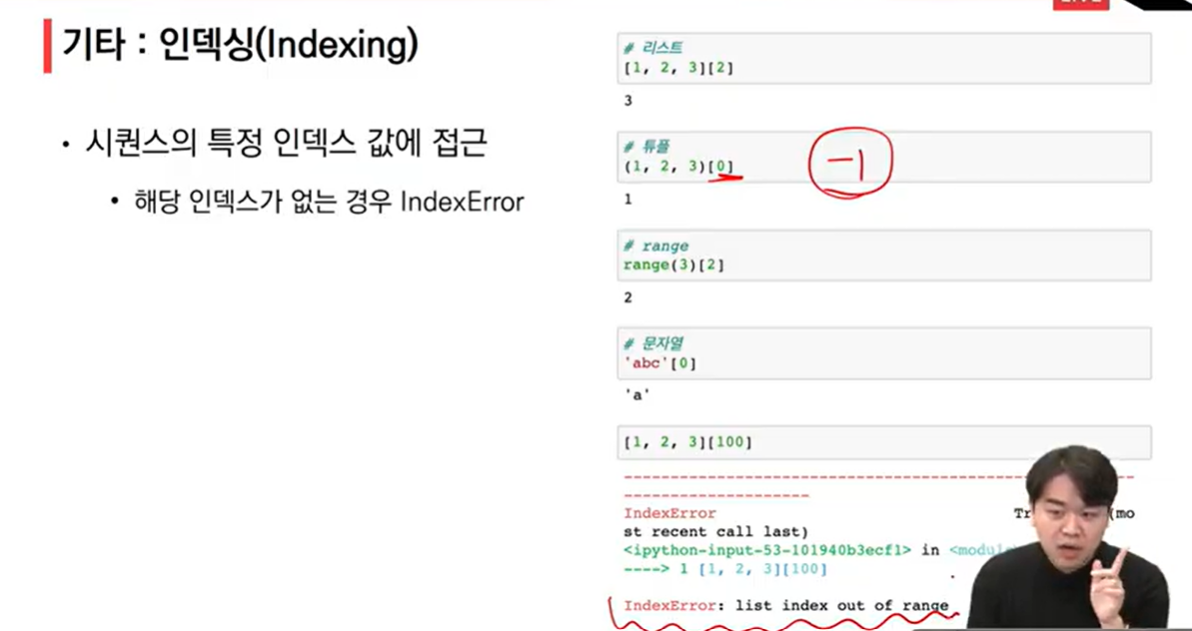 LIVE
기타 : 인덱싱(Indexing)
• 시퀀스의 특정 인덱스 값에 접근
• 해당 인덱스가 없는 경우 IndexError
# 리스트
[1, 2, 3][2]
3
# 튜플
(1, 2, 3)[0]
-1
1
# range
range(3)[2]
2
# 문자열
'abc'[0]
'a'
[1, 2, 3][100]
---------------------------------------------------------------------------
IndexError Tr (mo
st recent call last)
<ipython-input-53-101940b3ecf1> in <modul
----> 1 [1, 2, 3][100]
IndexError: list index out of range